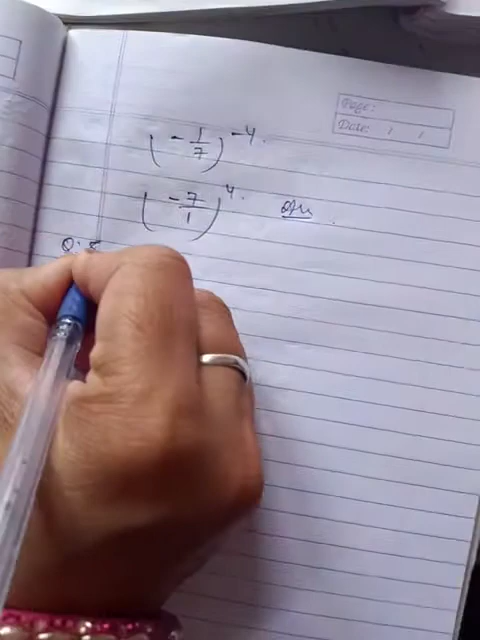 Page:
Date: / /
(-1/7)^-4.
(-7/1)^4. Ans.
Q.5